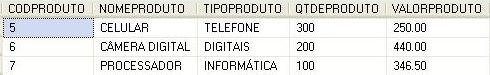 CODPRODUTO NOMEPRODUTO TIPOPRODUTO QTDEPRODUTO VALORPRODUTO
5 CELULAR TELEFONE 300 250.00
6 CÂMERA DIGITAL DIGITAIS 200 440.00
7 PROCESSADOR INFORMÁTICA 100 346.50